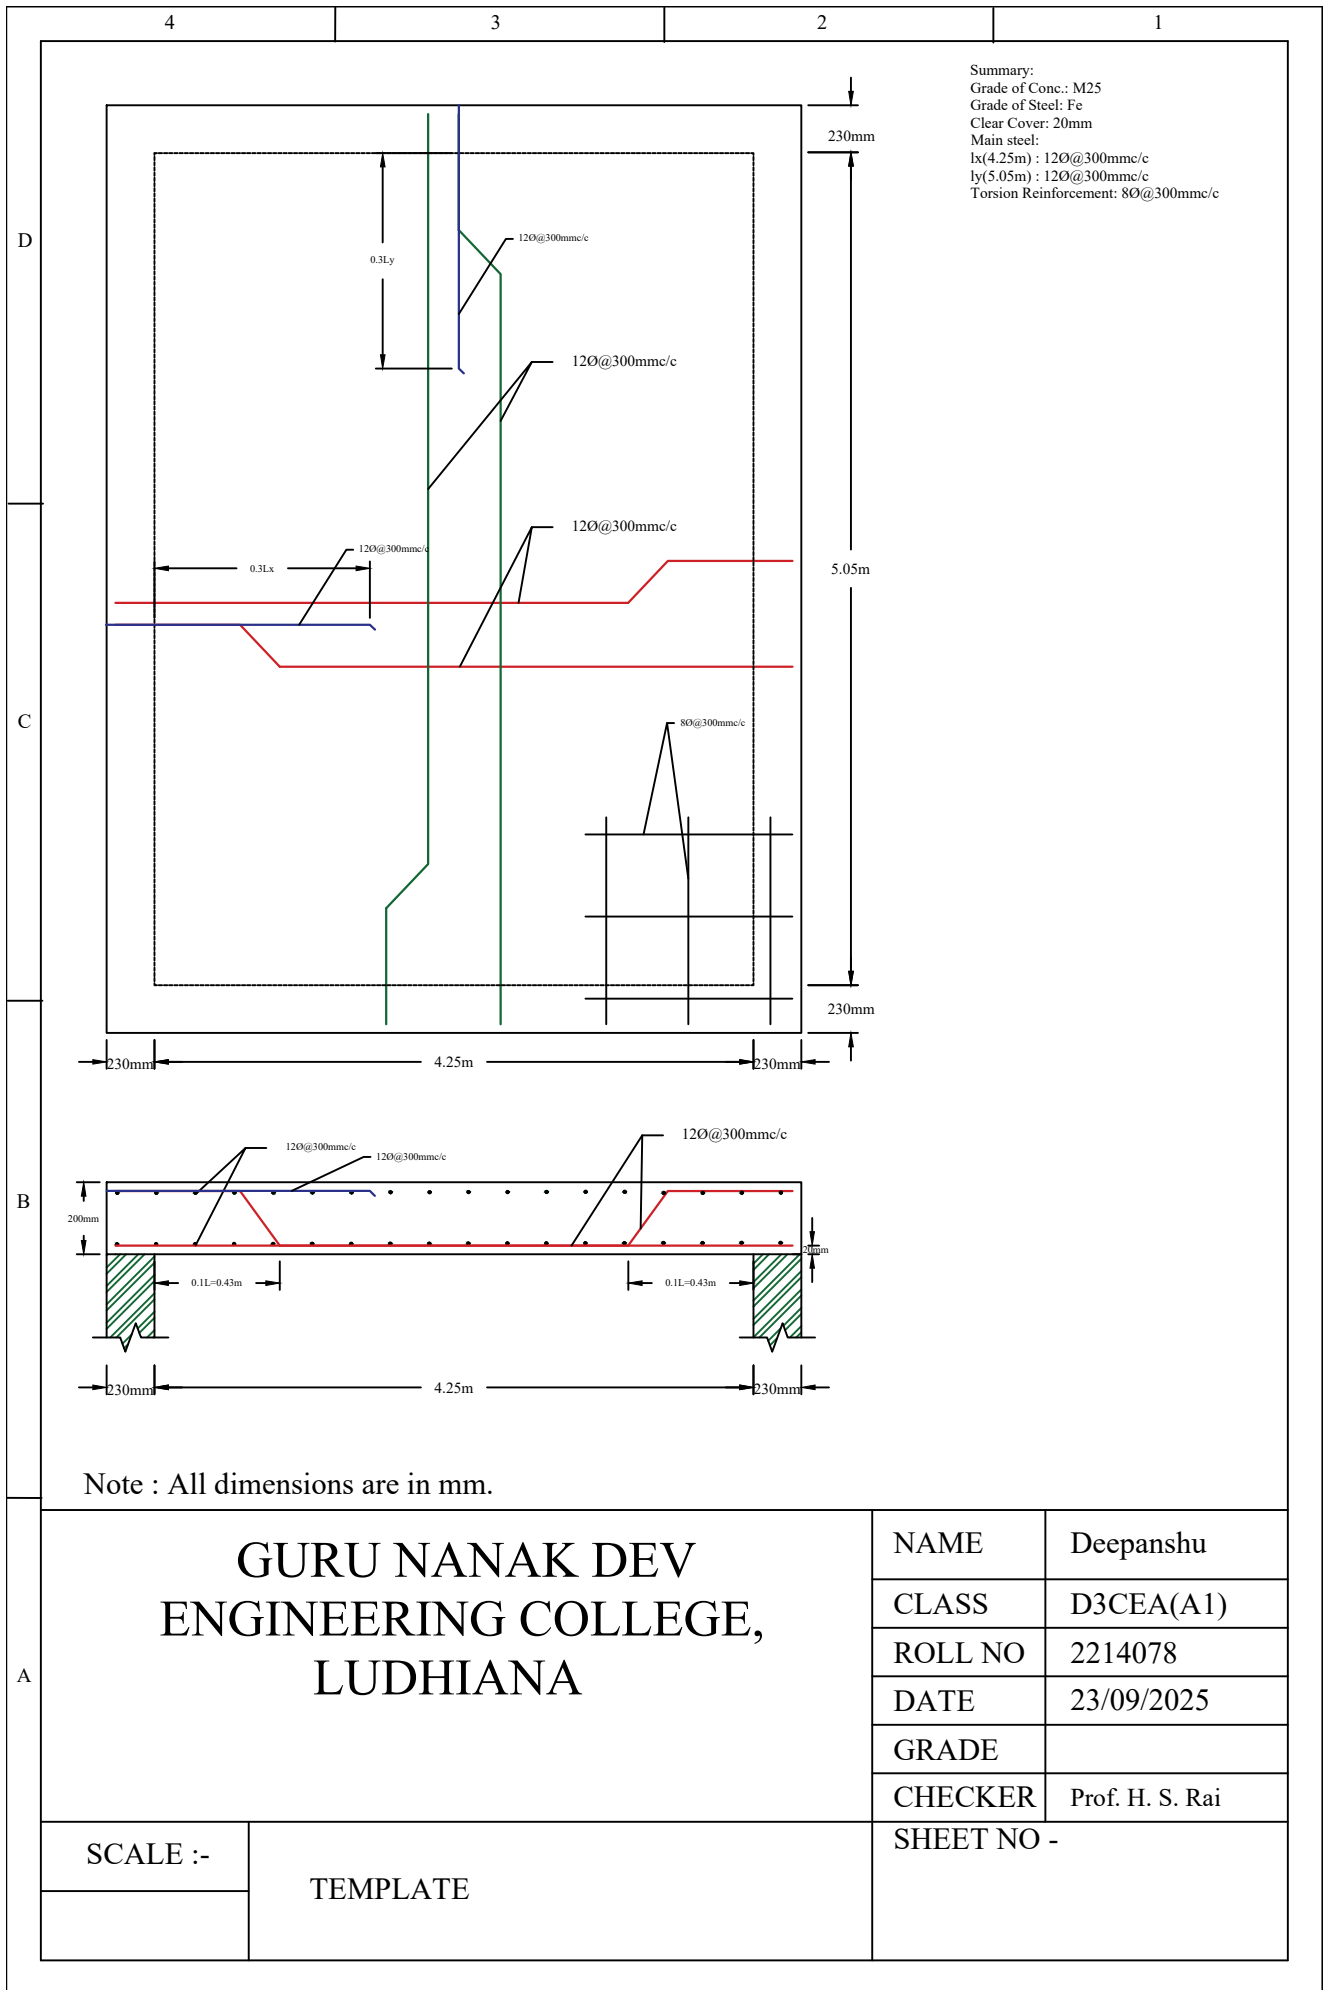 4 3 2 1
Summary:
Grade of Conc.: M25
Grade of Steel: Fe
Clear Cover: 20mm
Main steel:
lx(4.25m) : 12Ø@300mmc/c
ly(5.05m) : 12Ø@300mmc/c
Torsion Reinforcement: 8Ø@300mmc/c
230mm
D
12Ø@300mmc/c
0.3Ly
12Ø@300mmc/c
12Ø@300mmc/c
12Ø@300mmc/c
0.3Lx
5.05m
C
8Ø@300mmc/c
230mm
230mm
4.25m
230mm
12Ø@300mmc/c
12Ø@300mmc/c
12Ø@300mmc/c
B
200mm
20mm
0.1L=0.43m
0.1L=0.43m
230mm
4.25m
230mm
Note : All dimensions are in mm.
GURU NANAK DEV
ENGINEERING COLLEGE,
LUDHIANA
A
NAME Deepanshu
CLASS D3CEA(A1)
ROLL NO 2214078
DATE 23/09/2025
GRADE
CHECKER Prof. H. S. Rai
SCALE :-
TEMPLATE
SHEET NO -